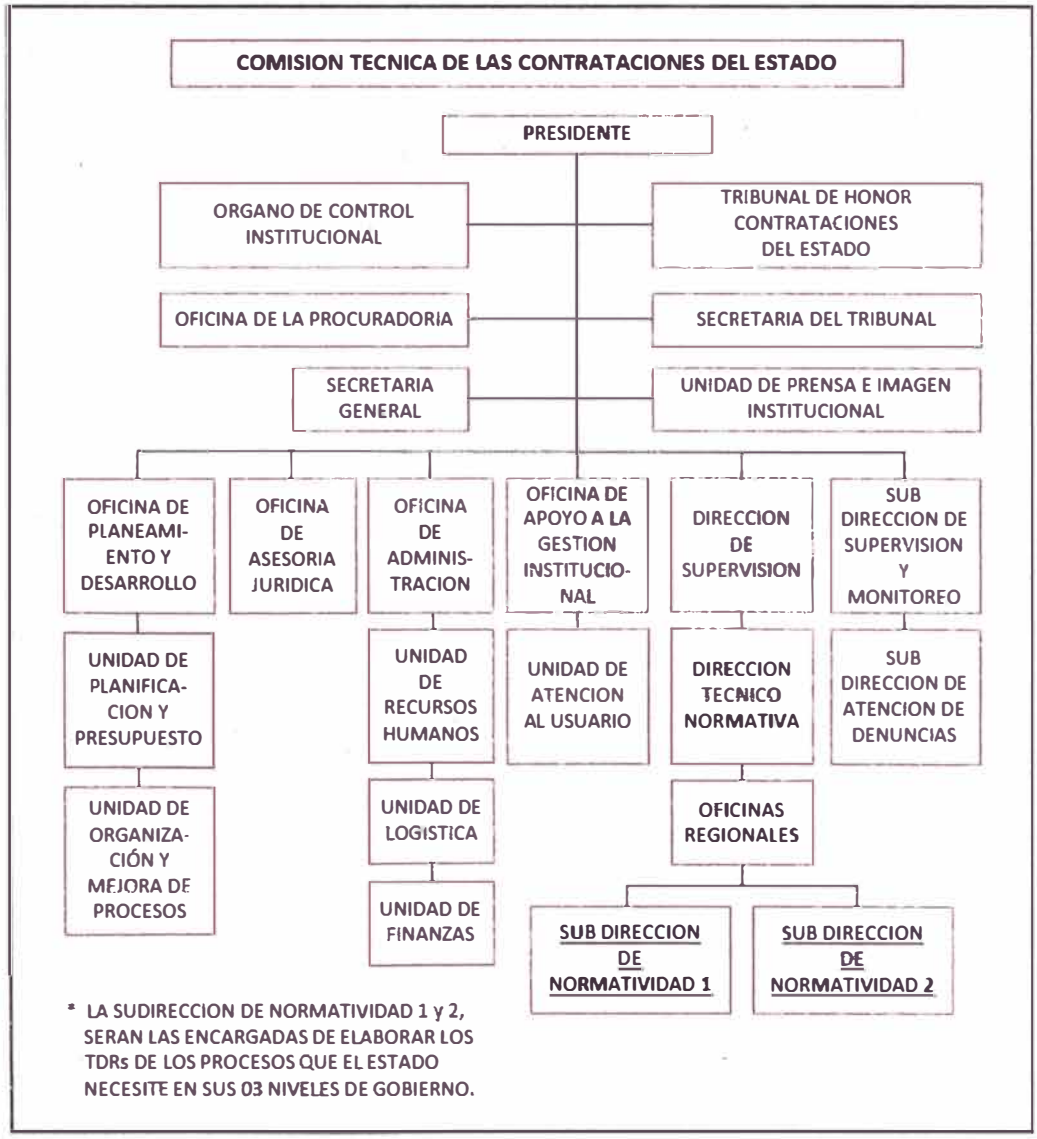 COMISION TECNICA DE LAS CONTRATACIONES DEL ESTADO
PRESIDENTE
ORGANO DE CONTROL
INSTITUCIONAL
TRIBUNAL DE HONOR
CONTRATACIONES
DEL ESTADO
OFICINA DE LA PROCURADORIA
SECRETARIA DEL TRIBUNAL
SECRETARIA
GENERAL
UNIDAD DE PRENSA E IMAGEN
INSTITUCIONAL
OFICINA DE
PLANEAMI-
ENTO Y
DESARROLLO
OFICINA
DE
ASESORIA
JURIDICA
OFICINA
DE
ADMINIS-
TRACION
OFICINA DE
APOYO A LA
GESTION
INSTITUCIO-
NAL
DIRECCION
DE
SUPERVISION
SUB
DIRECCION DE
SUPERVISION
Y
MONITOREO
UNIDAD DE
PLANIFICA-
CION Y
PRESUPUESTO
UNIDAD
DE
RECURSOS
HUMANOS
UNIDAD DE
ATENCION
AL USUARIO
DIRECCION
TECNICO
NORMATIVA
SUB
DIRECCION DE
ATENCION DE
DENUNCIAS
UNIDAD DE
ORGANIZA-
CIÓN Y
MEJORA DE
PROCESOS
UNIDAD DE
LOGISTICA
OFICINAS
REGIONALES
UNIDAD DE
FINANZAS
SUB DIRECCION
DE
NORMATIVIDAD 1
SUB DIRECCION
DE
NORMATIVIDAD 2
* LA SUDIRECCION DE NORMATIVIDAD 1 y 2,
SERAN LAS ENCARGADAS DE ELABORAR LOS
TDRs DE LOS PROCESOS QUE EL ESTADO
NECESITE EN SUS 03 NIVELES DE GOBIERNO.